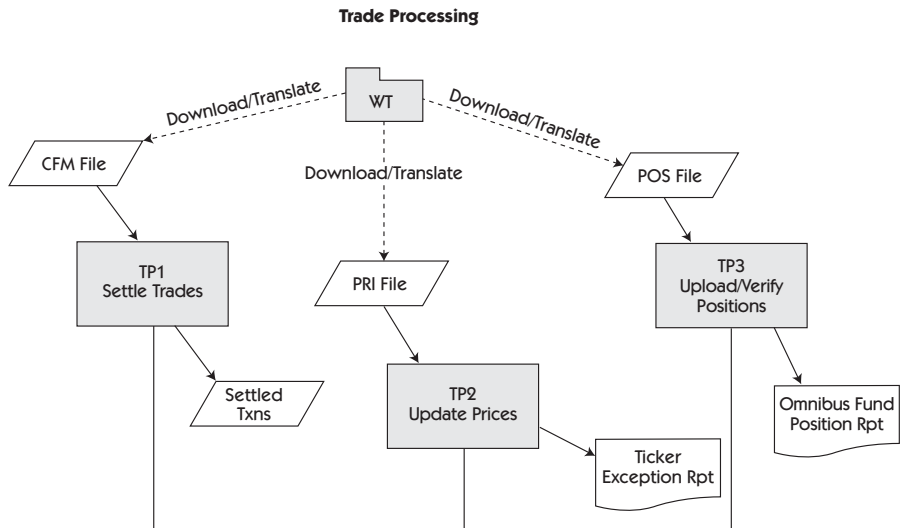 Trade Processing
WT
Download/Translate
Download/Translate
Download/Translate
CFM File
POS File
PRI File
TP1
Settle Trades
TP3
Upload/Verify
Positions
Settled
Txns
TP2
Update Prices
Omnibus Fund
Position Rpt
Ticker
Exception Rpt